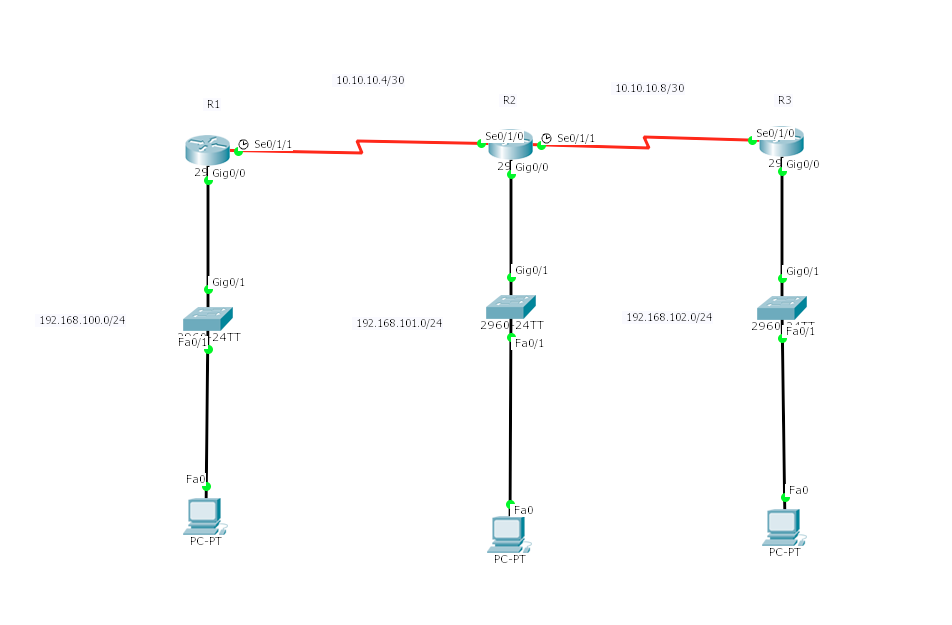 10.10.10.4/30
10.10.10.8/30
R1
R2
R3
Se0/1/1
Se0/1/0
Se0/1/1
Se0/1/0
29
Gig0/0
29
Gig0/0
29
Gig0/0
Gig0/1
Gig0/1
Gig0/1
192.168.100.0/24
192.168.101.0/24
192.168.102.0/24
2960-24TT
2960-24TT
2960-24TT
Fa0/1
Fa0/1
Fa0/1
Fa0
Fa0
Fa0
PC-PT
PC-PT
PC-PT